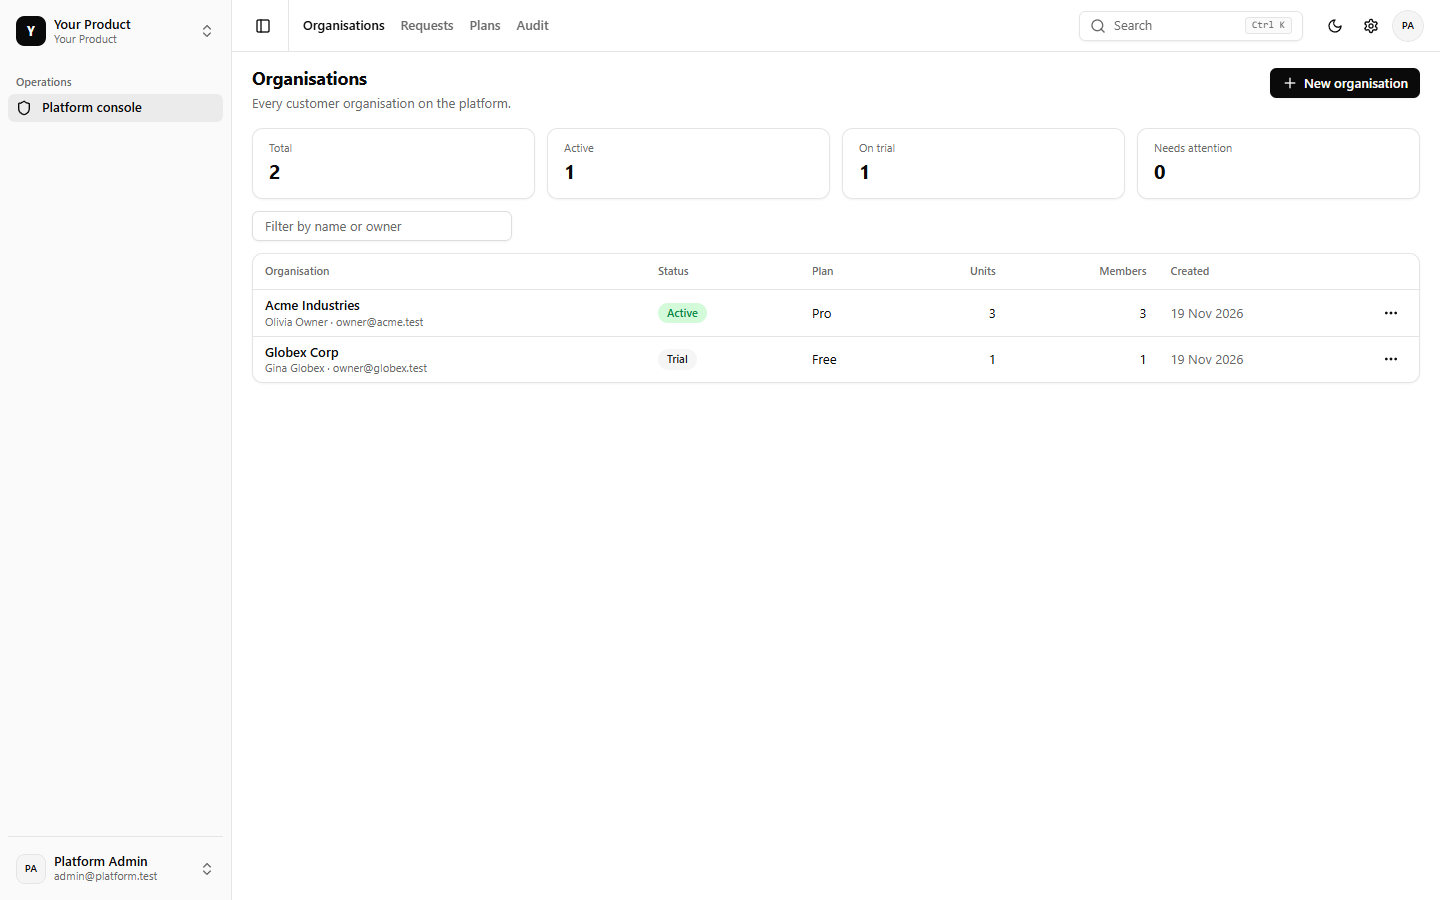 Y
Your Product
Your Product
Operations
Platform console
PA
Platform Admin
admin@platform.test
Organisations Requests Plans Audit
Search Ctrl K
PA
Organisations
Every customer organisation on the platform.
New organisation
Total
2
Active
1
On trial
1
Needs attention
0
Filter by name or owner
Organisation Status Plan Units Members Created
Acme Industries
Olivia Owner · owner@acme.test
Active Pro 3 3 19 Nov 2026
Globex Corp
Gina Globex · owner@globex.test
Trial Free 1 1 19 Nov 2026